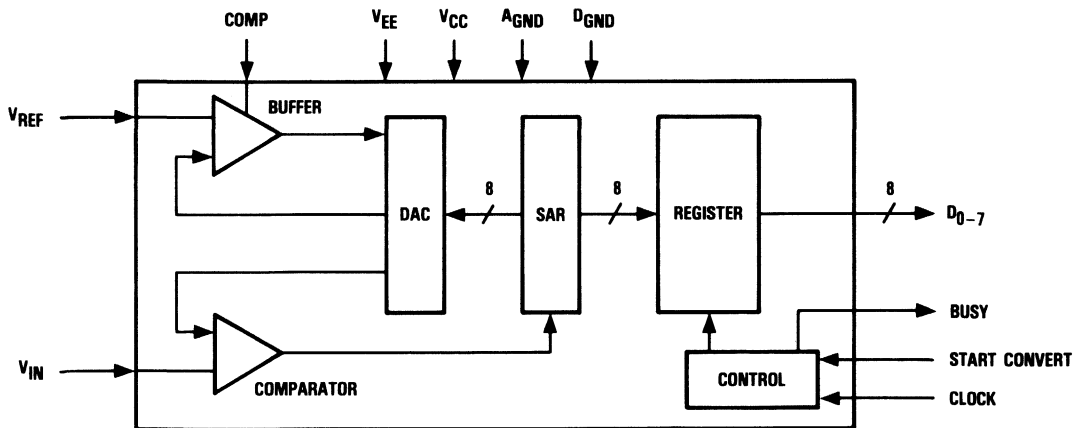 COMP
VEE
VCC
AGND
DGND
VREF
BUFFER
DAC
8
SAR
8
REGISTER
8
D0–7
BUSY
VIN
COMPARATOR
CONTROL
START CONVERT
CLOCK